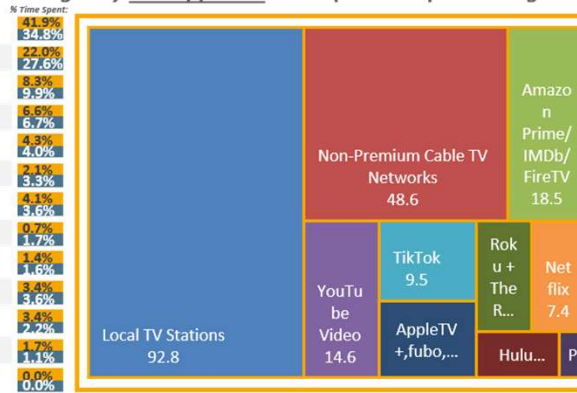 % Time Spent:
41.9%
34.8%
22.0%
27.6%
8.3%
9.9%
6.6%
6.7%
4.3%
4.0%
2.1%
3.3%
4.1%
3.6%
0.7%
1.7%
1.4%
1.6%
3.4%
3.6%
3.4%
2.2%
1.7%
1.1%
0.0%
0.0%
Local TV Stations
92.8
Non-Premium Cable TV
Networks
48.6
Amazo
n
Prime/
IMDb/
FireTV
18.5
YouTu
be
Video
14.6
TikTok
9.5
AppleTV
+,fubo,...
Rok
u +
The
R...
Net
flix
7.4
Hulu...
P